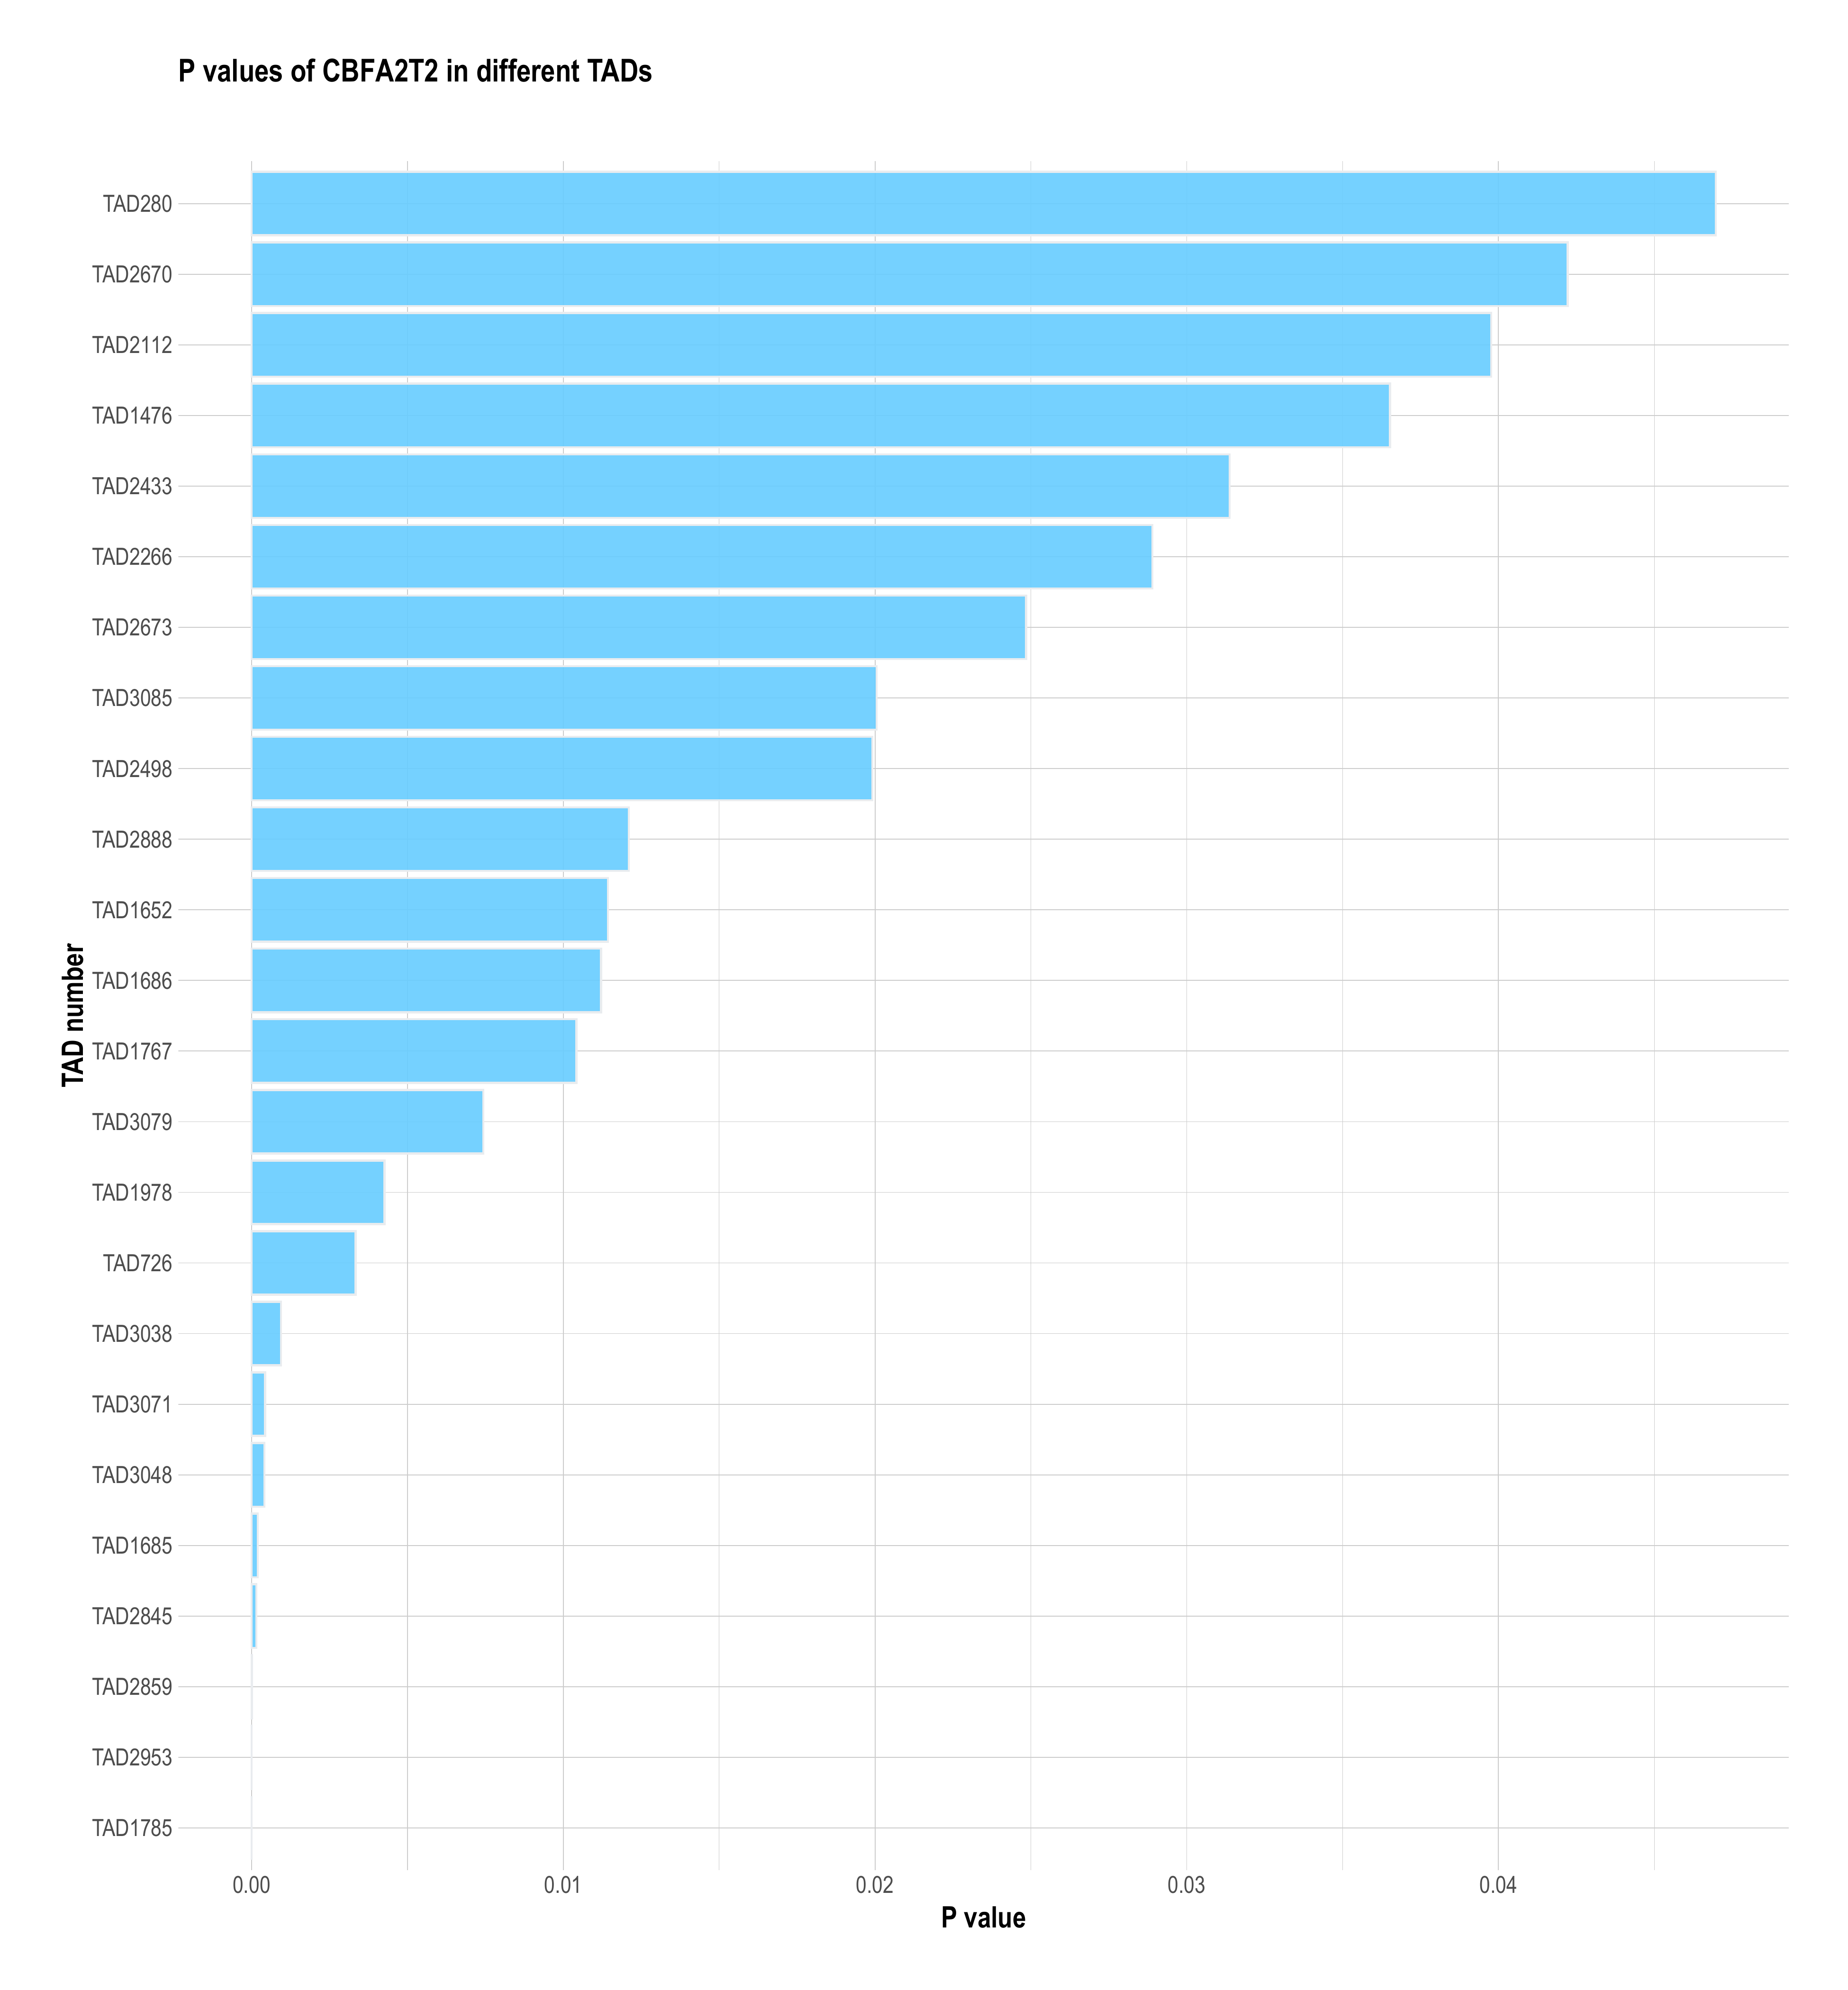 P values of CBFA2T2 in different TADs
TAD280
TAD2670
TAD2112
TAD1476
TAD2433
TAD2266
TAD2673
TAD3085
TAD2498
TAD2888
TAD1652
TAD1686
TAD1767
TAD3079
TAD1978
TAD726
TAD3038
TAD3071
TAD3048
TAD1685
TAD2845
TAD2859
TAD2953
TAD1785
TAD number
0.00 0.01 0.02 0.03 0.04
P value